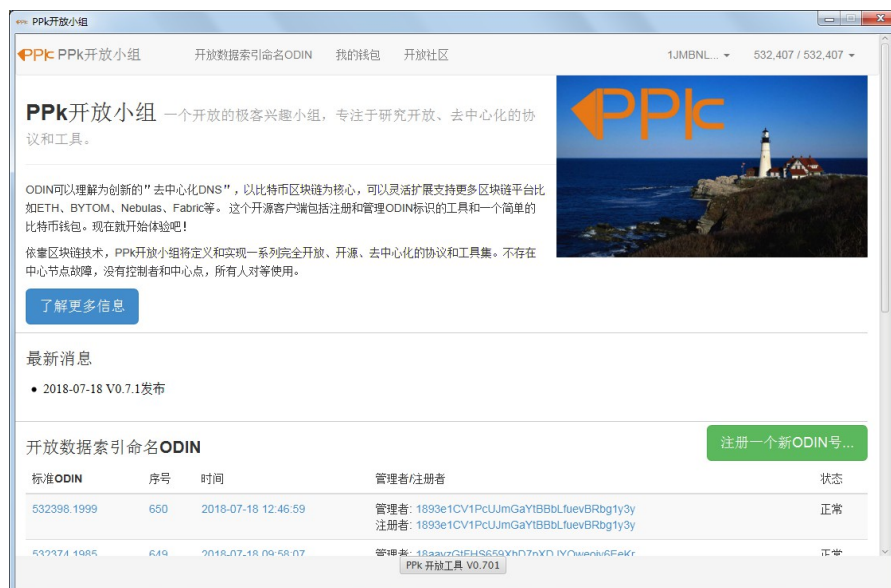 PPk开放小组
PPk PPk开放小组 开放数据索引命名ODIN 我的钱包 开放社区 1JMBNL... 532,407 / 532,407
PPk开放小组 一个开放的极客兴趣小组，专注于研究开放、去中心化的协
议和工具。
PPk
ODIN可以理解为创新的"去中心化DNS"，以比特币区块链为核心，可以灵活扩展支持更多区块链平台比
如ETH、BYTOM、Nebulas、Fabric等。 这个开源客户端包括注册和管理ODIN标识的工具和一个简单的
比特币钱包。现在就开始体验吧！
依靠区块链技术，PPk开放小组将定义和实现一系列完全开放、开源、去中心化的协议和工具集。不存在
中心节点故障，没有控制者和中心点，所有人对等使用。
了解更多信息
最新消息
2018-07-18 V0.7.1发布
开放数据索引命名ODIN 注册一个新ODIN号...
标准ODIN 序号 时间 管理者/注册者 状态
532398.1999 650 2018-07-18 12:46:59 管理者: 1893e1CV1PcUJmGaYtBBbLfuevBRbg1y3y 正常
注册者: 1893e1CV1PcUJmGaYtBBbLfuevBRbg1y3y
532374.1985 649 2018-07-18 09:58:07 管理者: 正常
PPk 开放工具 V0.701